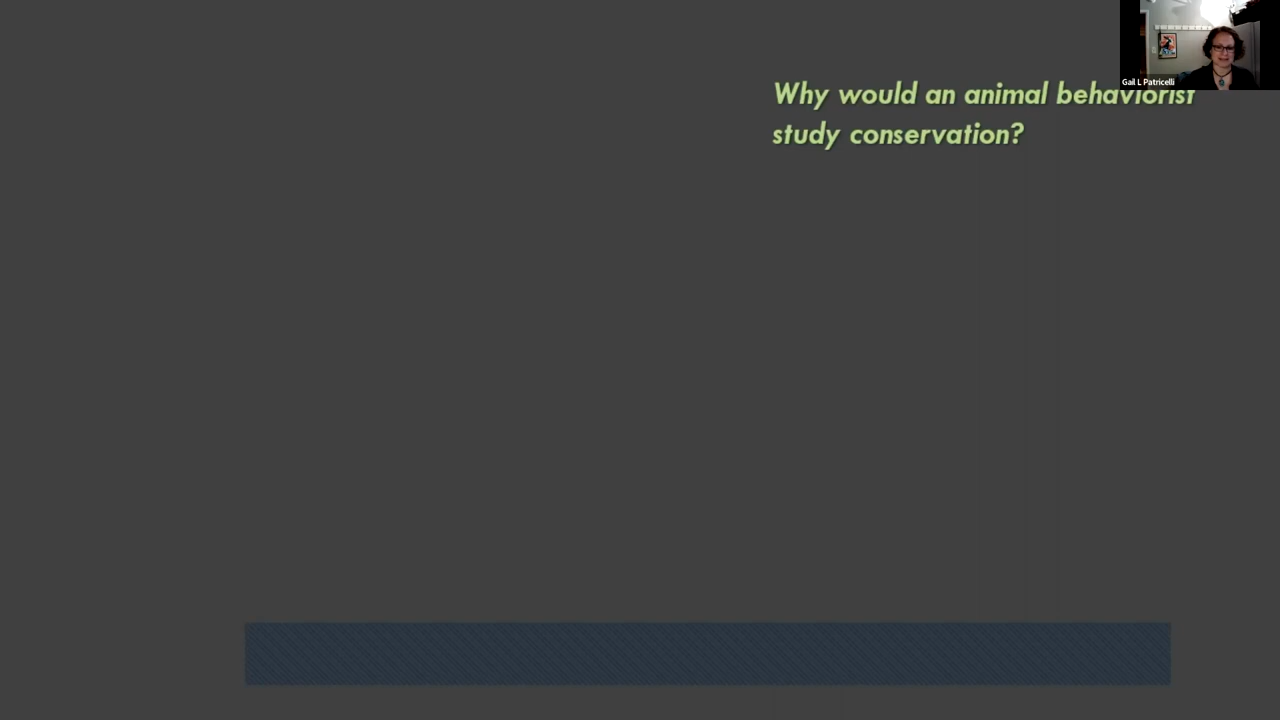 Why would an animal behaviorist
study conservation?
Gail L Patricelli